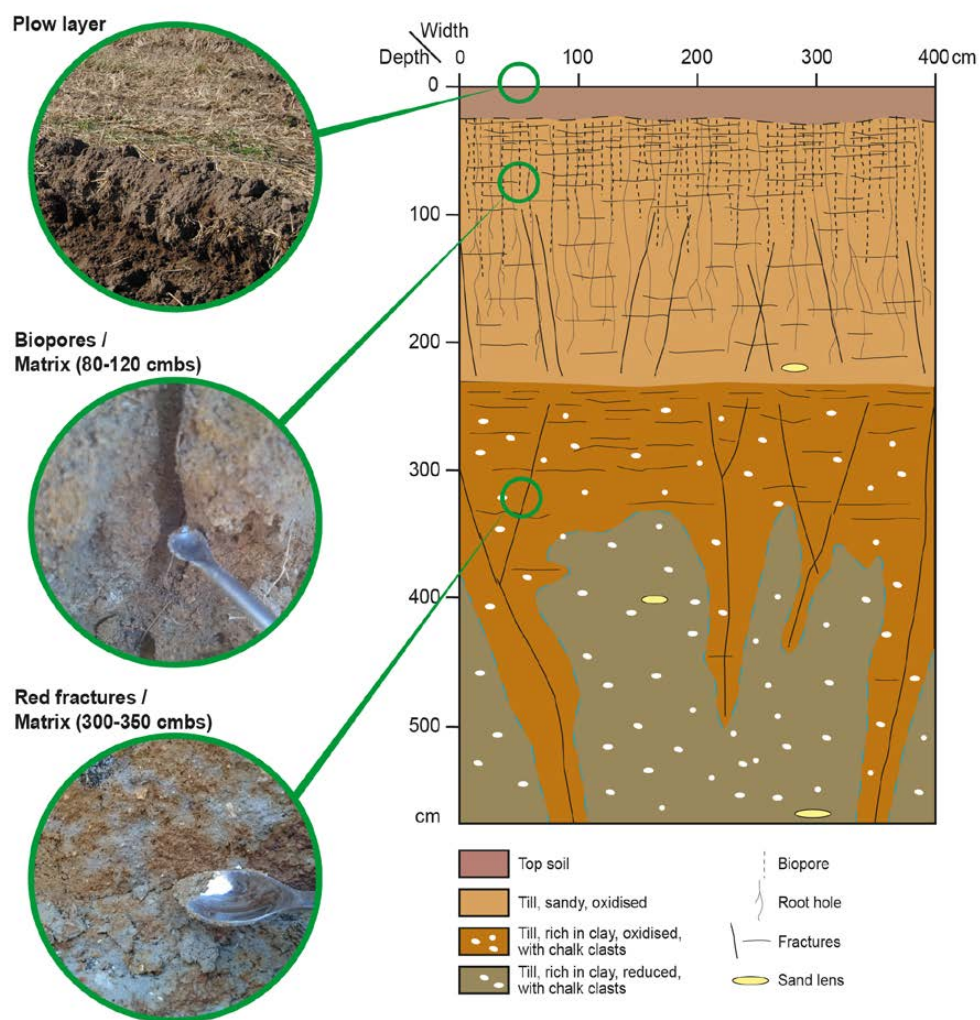 Plow layer
Biopores /
Matrix (80-120 cmbs)
Red fractures /
Matrix (300-350 cmbs)
Width
Depth
0 100 200 300 400 cm
0
100
200
300
400
500
cm
Top soil
Till, sandy, oxidised
Till, rich in clay, oxidised,
with chalk clasts
Till, rich in clay, reduced,
with chalk clasts
Biopore
Root hole
Fractures
Sand lens